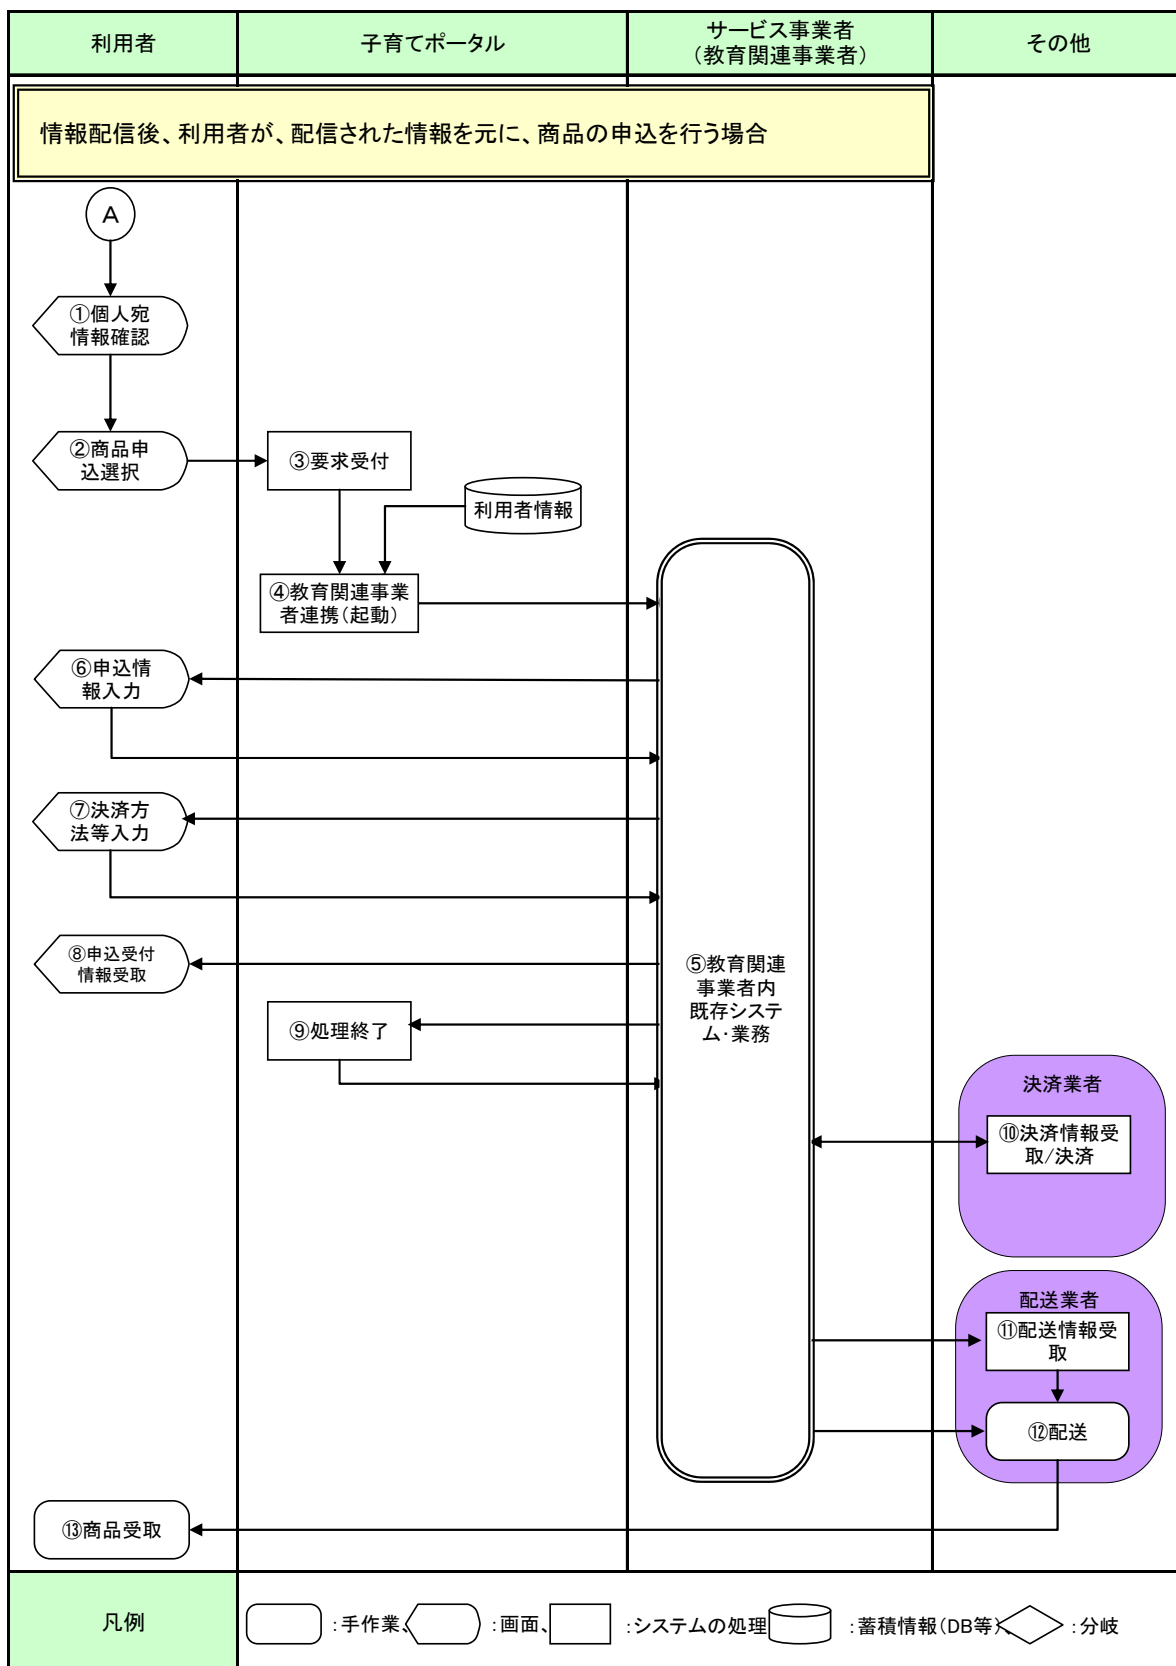 利用者
子育てポータル
サービス事業者
（教育関連事業者）
その他
情報配信後、利用者が、配信された情報を元に、商品の申込を行う場合
A
①個人宛
情報確認
②商品申
込選択
③要求受付
利用者情報
④教育関連事業
者連携（起動）
⑥申込情
報入力
⑦決済方
法等入力
⑧申込受付
情報受取
⑤教育関連
事業者内
既存システ
ム・業務
⑨処理終了
決済業者
⑩決済情報受
取/決済
配送業者
⑪配送情報受
取
⑫配送
⑬商品受取
凡例
：手作業、
：画面、
：システムの処理
：蓄積情報（DB等）、
：分岐